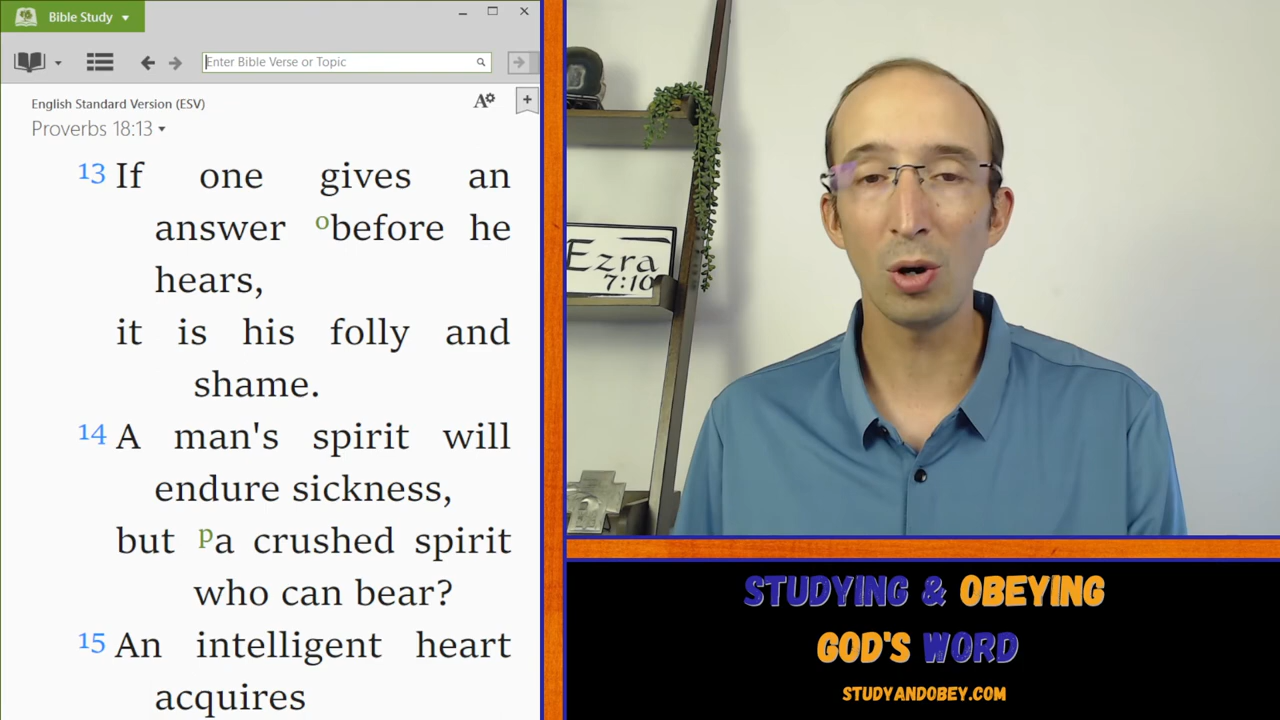 Bible Study
Enter Bible Verse or Topic
English Standard Version (ESV)
Proverbs 18:13
13 If one gives an
answer obefore he
hears,
it is his folly and
shame.
14 A man's spirit will
endure sickness,
but pa crushed spirit
who can bear?
15 An intelligent heart
acquires
Ezra
7:10
STUDYING & OBEYING
GOD'S WORD
STUDYANDOBEY.COM